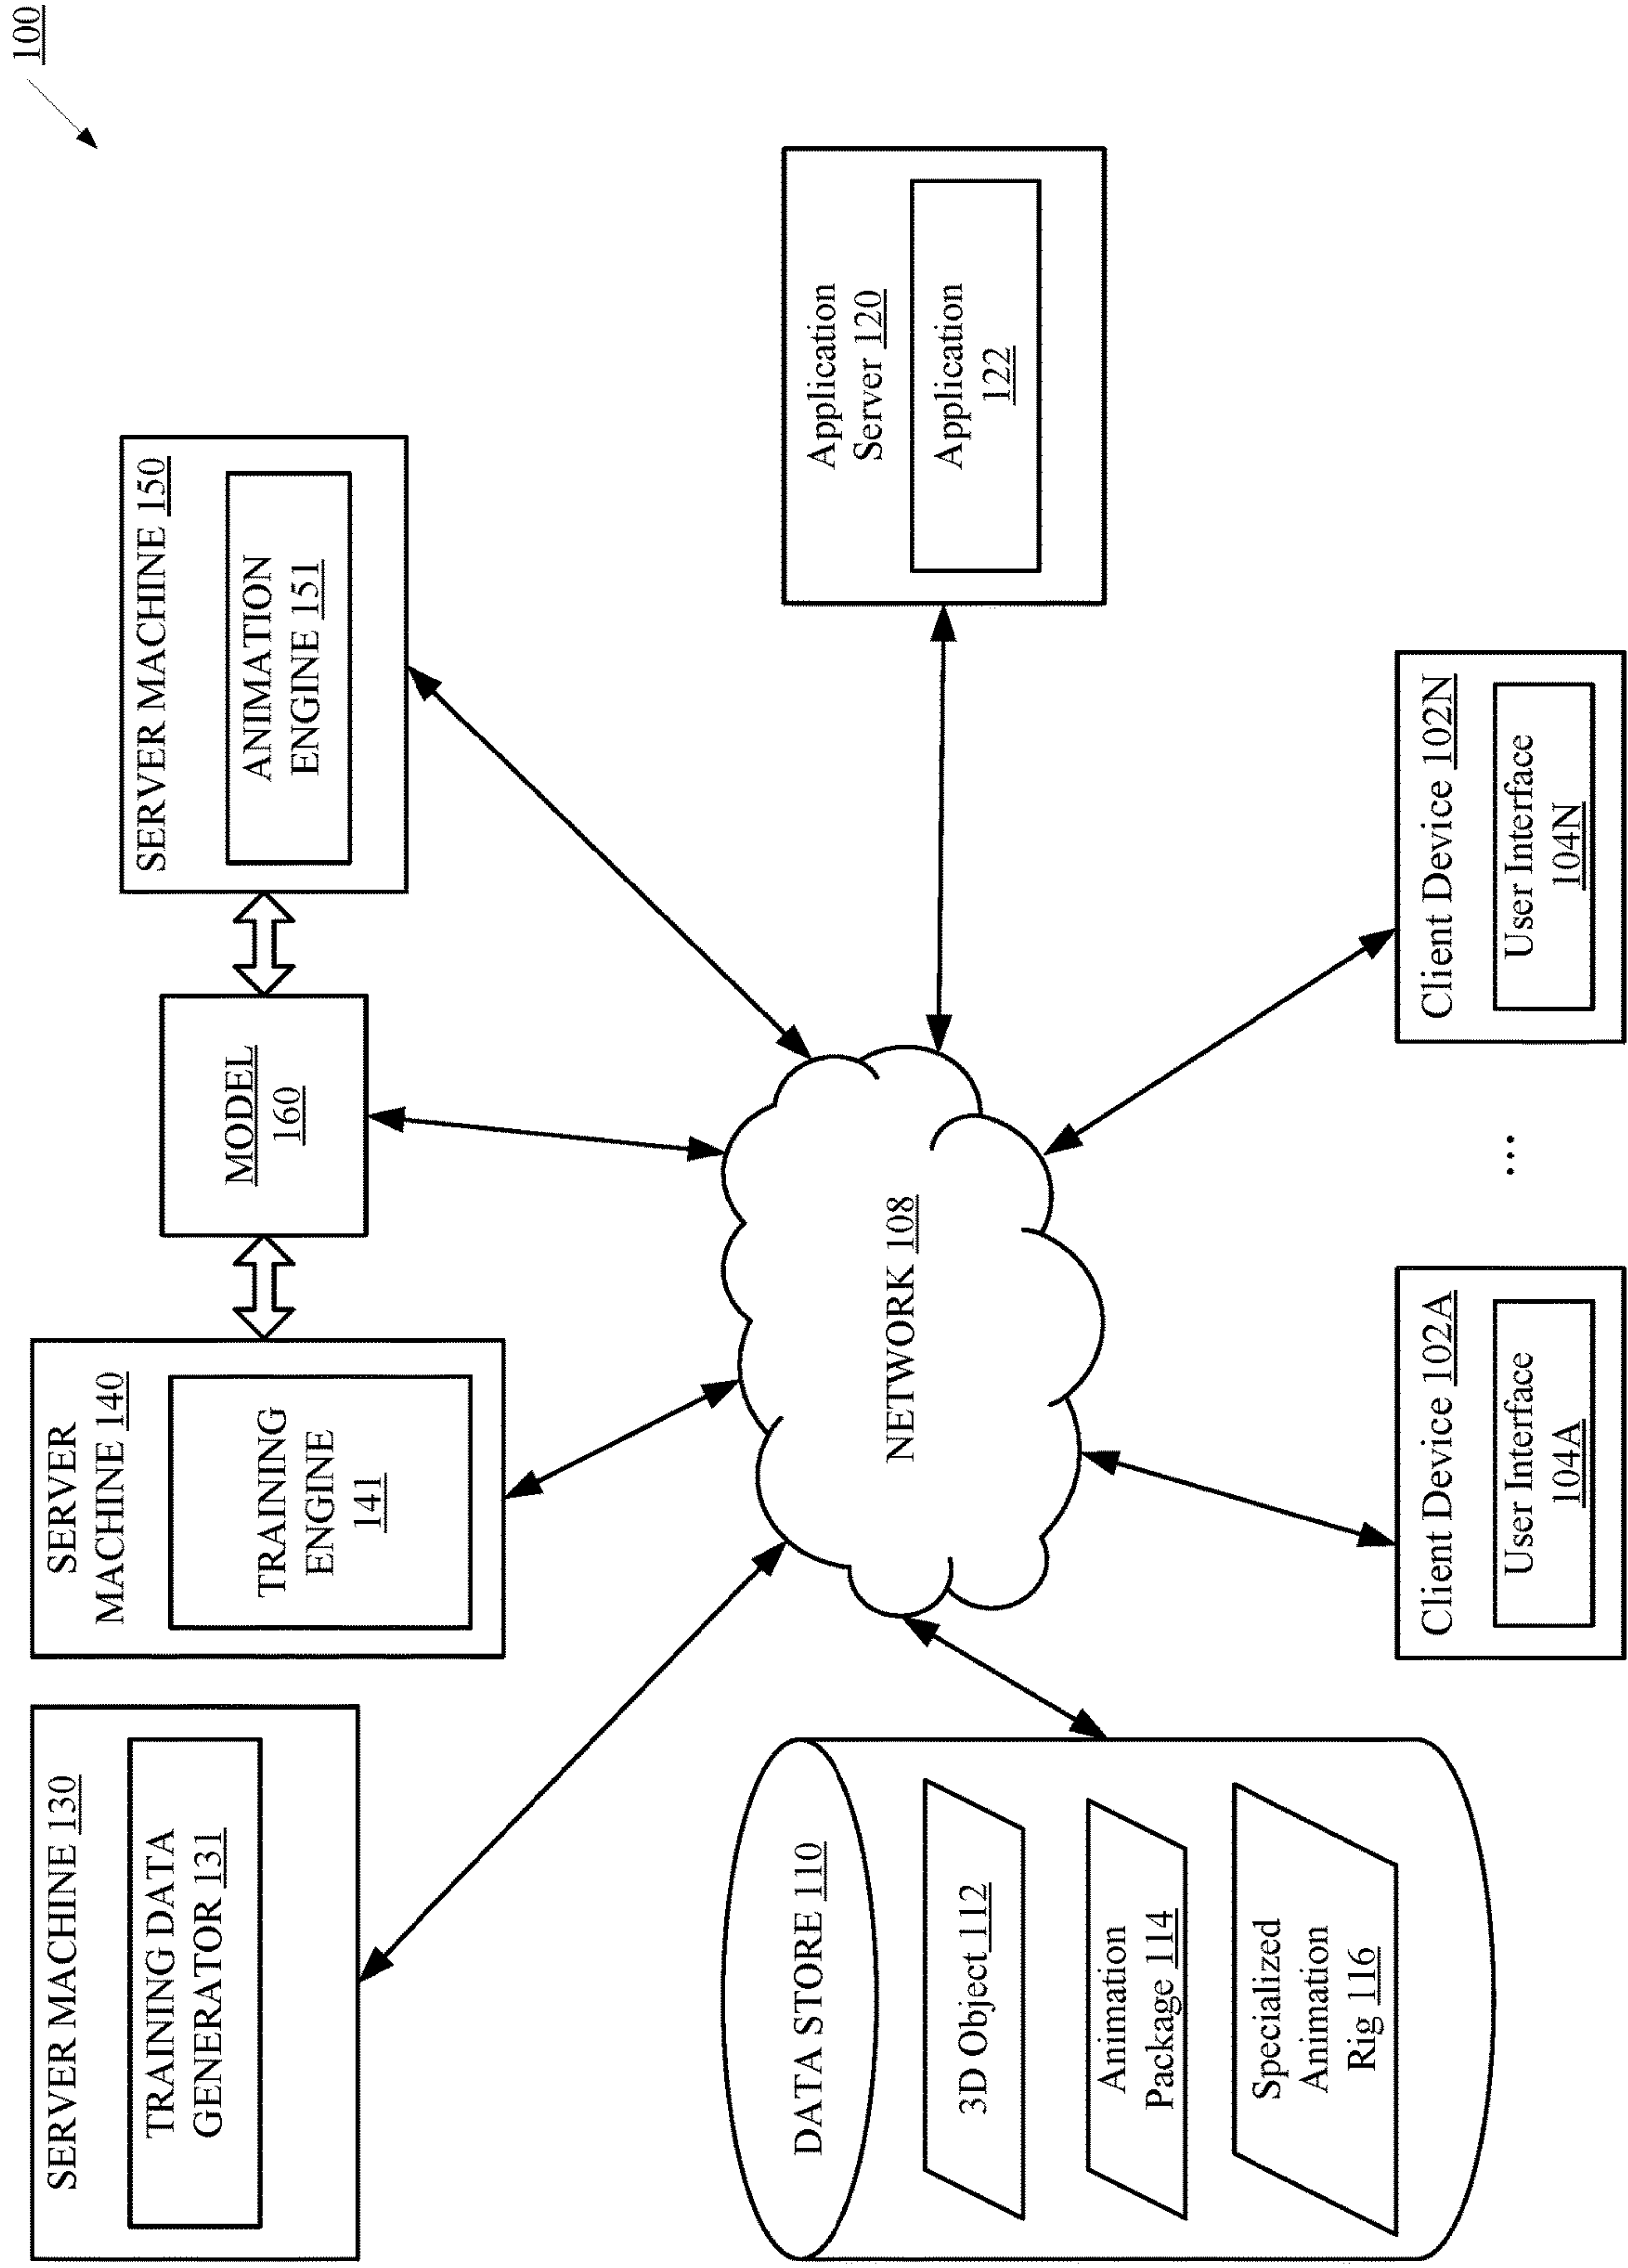 100
SERVER MACHINE 130
TRAINING DATA
GENERATOR 131
SERVER
MACHINE 140
TRAINING
ENGINE
141
MODEL
160
SERVER MACHINE 150
ANIMATION
ENGINE 151
DATA STORE 110
3D Object 112
Animation
Package 114
Specialized
Animation
Rig 116
NETWORK 108
Application
Server 120
Application
122
Client Device 102A
User Interface
104A
...
Client Device 102N
User Interface
104N